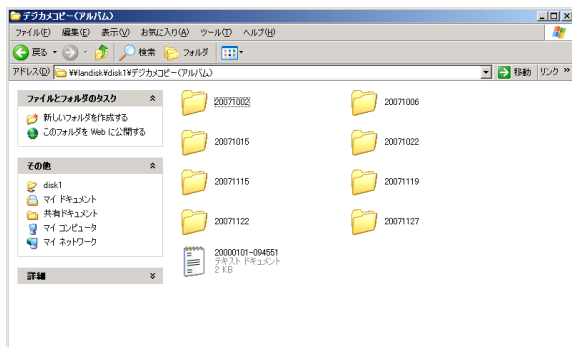 デジカメコピー(アルバム)
ファイル(F) 編集(E) 表示(V) お気に入り(A) ツール(T) ヘルプ(H)
戻る 検索 フォルダ
アドレス(D) ¥¥landisk¥disk1¥デジカメコピー(アルバム) 移動 リンク »
ファイルとフォルダのタスク
新しいフォルダを作成する
このフォルダを Web に公開する
その他
disk1
マイ ドキュメント
共有ドキュメント
マイ コンピュータ
マイ ネットワーク
詳細
20071002 20071006
20071015 20071022
20071115 20071119
20071122 20071127
20000101-094551
テキスト ドキュメント
2 KB